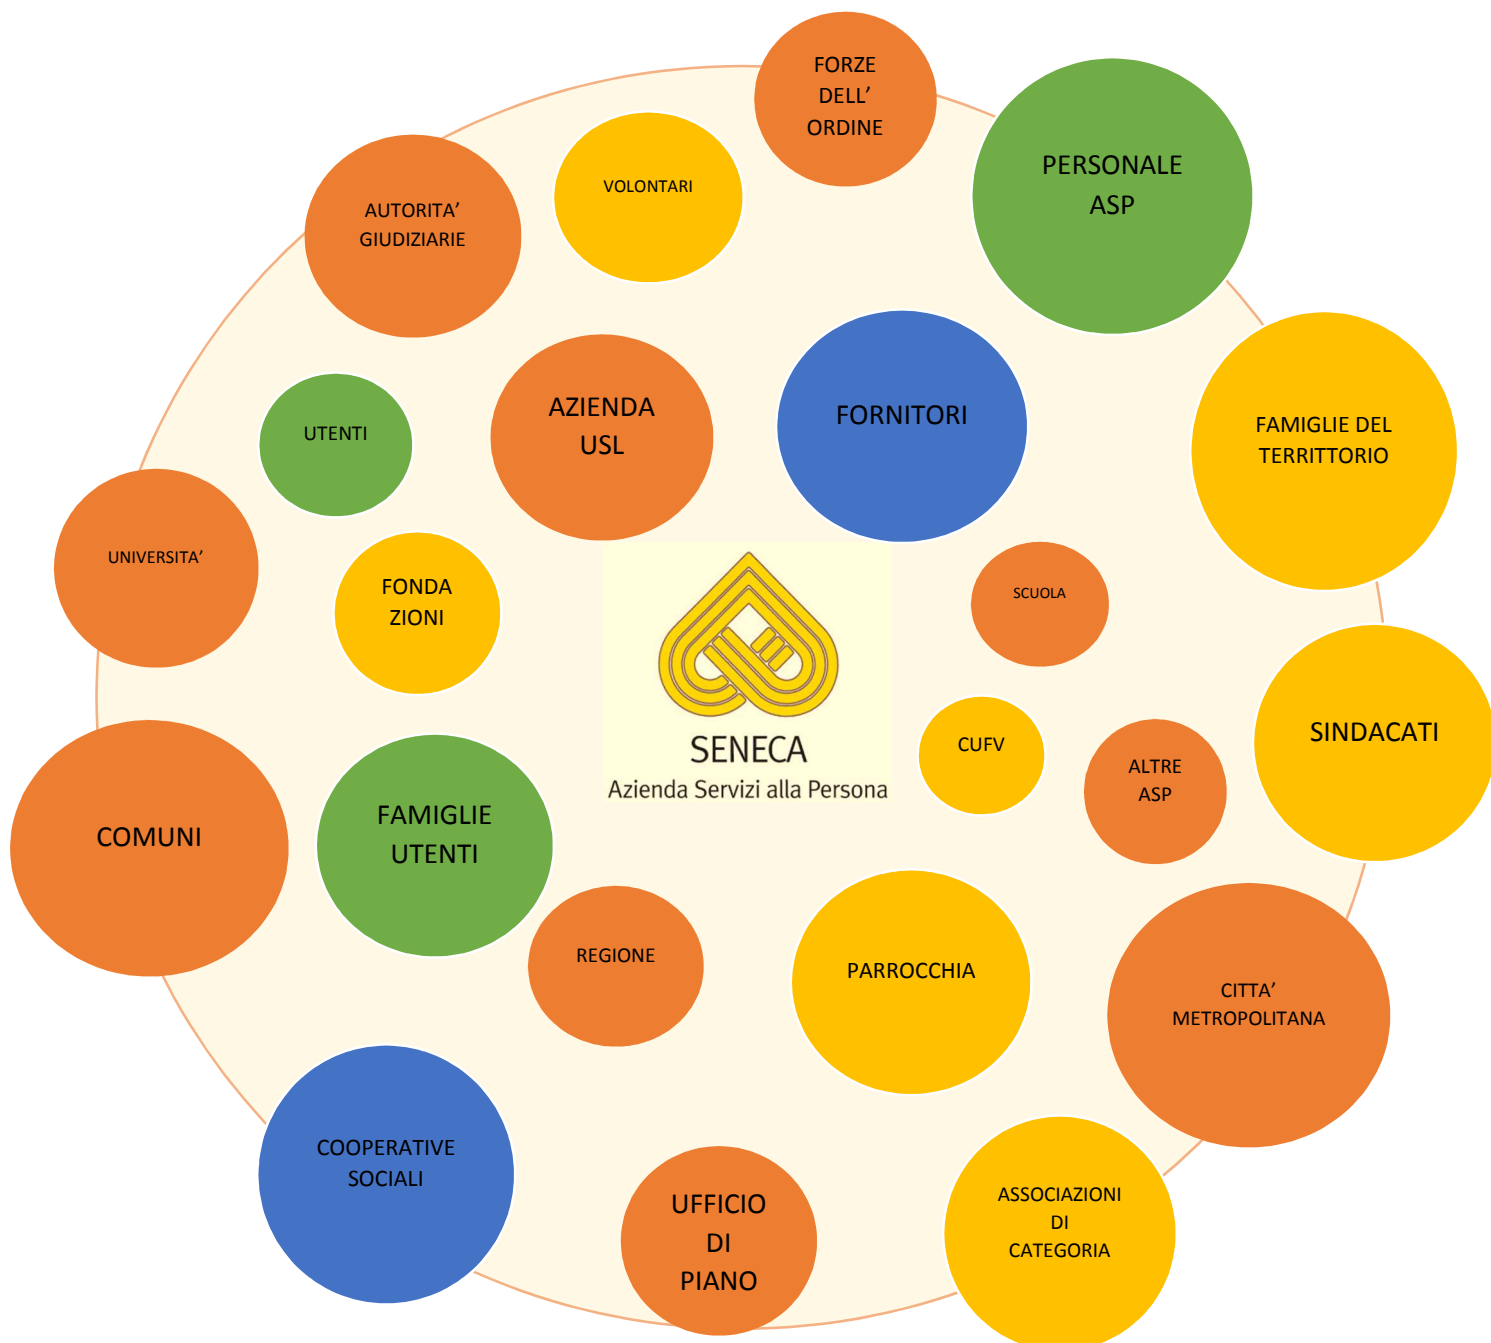 FORZE
DELL’
ORDINE
PERSONALE
ASP
VOLONTARI
AUTORITA’
GIUDIZIARIE
UTENTI
AZIENDA
USL
FORNITORI
FAMIGLIE DEL
TERRITTORIO
UNIVERSITA’
FONDA
ZIONI
SCUOLA
SENECA
Azienda Servizi alla Persona
CUFV
ALTRE
ASP
SINDACATI
COMUNI
FAMIGLIE
UTENTI
REGIONE
PARROCCHIA
CITTA’
METROPOLITANA
COOPERATIVE
SOCIALI
UFFICIO
DI
PIANO
ASSOCIAZIONI
DI
CATEGORIA